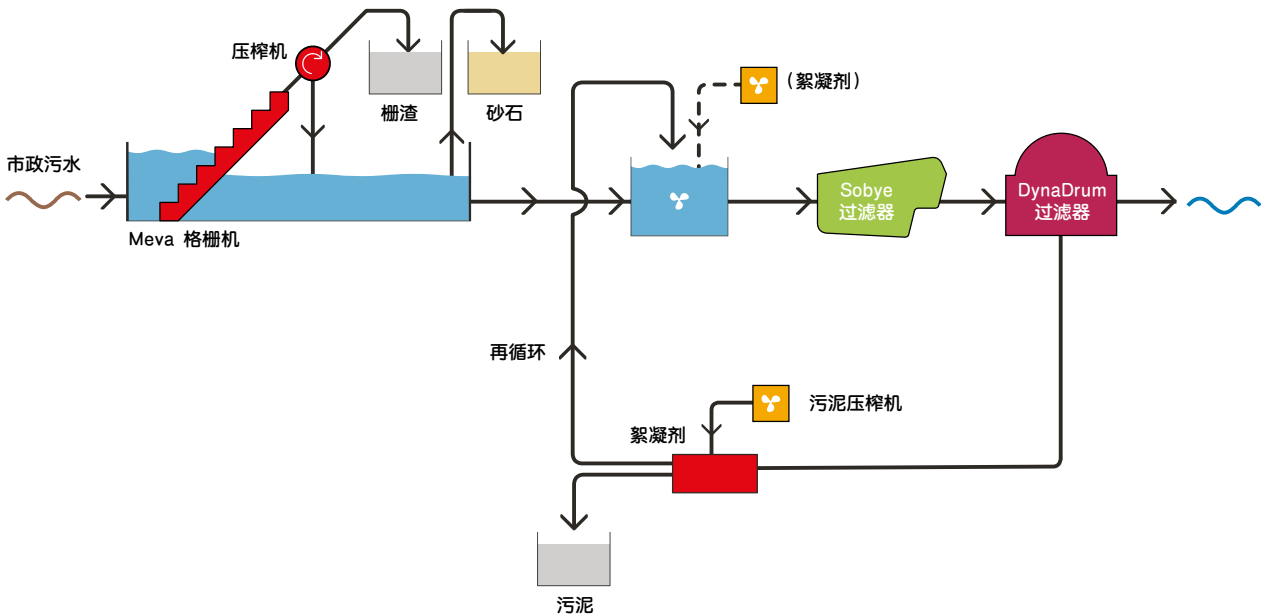 压榨机
栅渣
砂石
(絮凝剂)
市政污水
Meva 格栅机
Sobye
过滤器
DynaDrum
过滤器
再循环
污泥压榨机
絮凝剂
污泥